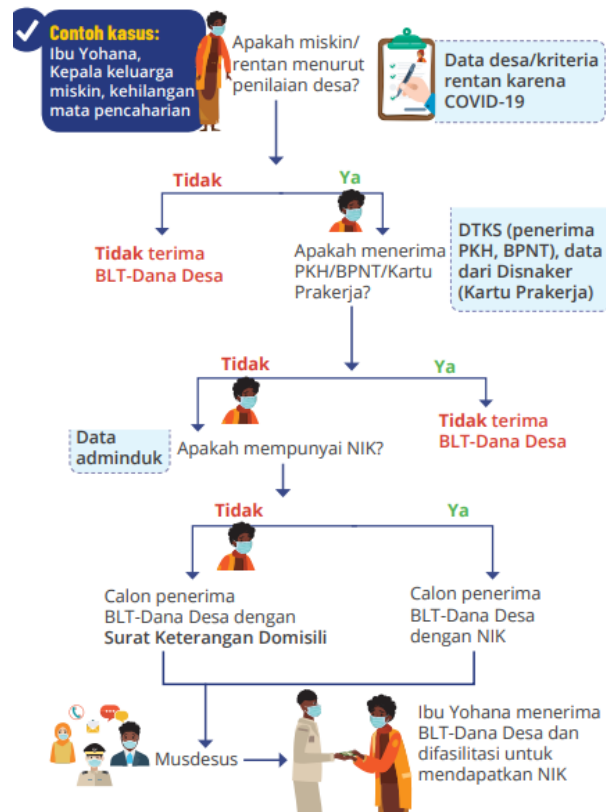 Contoh kasus:
Ibu Yohana,
Kepala keluarga
miskin, kehilangan
mata pencaharian
Apakah miskin/
rentan menurut
penilaian desa?
Data desa/kriteria
rentan karena
COVID-19
Tidak
Ya
Tidak terima
BLT-Dana Desa
Apakah menerima
PKH/BPNT/Kartu
Prakerja?
DTKS (penerima
PKH, BPNT), data
dari Disnaker
(Kartu Prakerja)
Tidak
Ya
Data
adminduk
Apakah mempunyai NIK?
Tidak terima
BLT-Dana Desa
Tidak
Ya
Calon penerima
BLT-Dana Desa dengan
Surat Keterangan Domisili
Calon penerima
BLT-Dana Desa
dengan NIK
Musdesus
Ibu Yohana menerima
BLT-Dana Desa dan
difasilitasi untuk
mendapatkan NIK